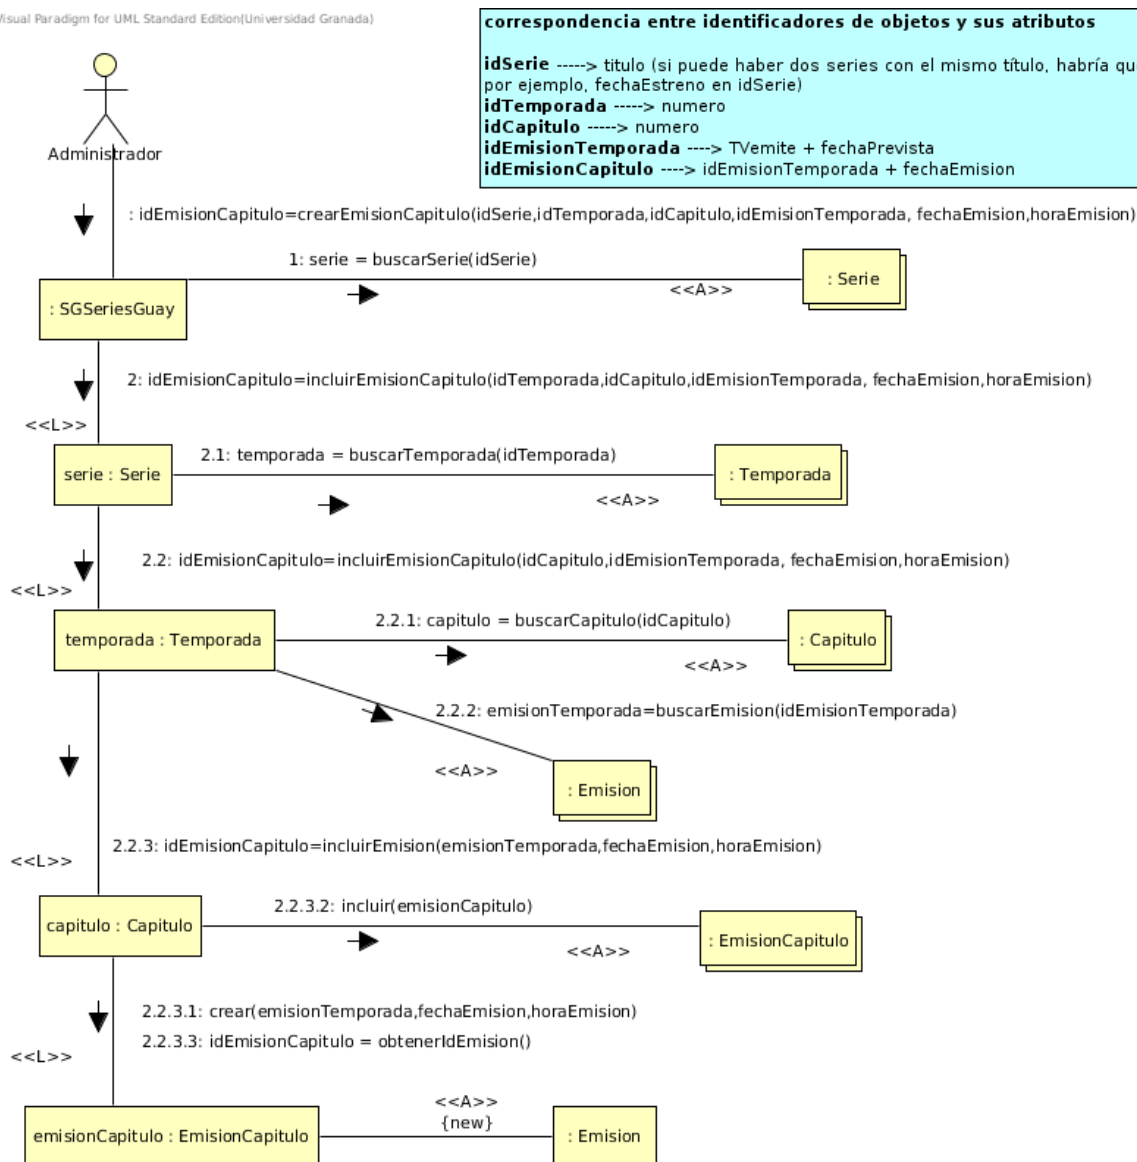 Visual Paradigm for UML Standard Edition(Universidad Granada)
correspondencia entre identificadores de objetos y sus atributos
idSerie -----> titulo (si puede haber dos series con el mismo título, habría qu
por ejemplo, fechaEstreno en idSerie)
idTemporada -----> numero
idCapitulo -----> numero
idEmisionTemporada ----> TVemite + fechaPrevista
idEmisionCapitulo ----> idEmisionTemporada + fechaEmision
Administrador
: idEmisionCapitulo=crearEmisionCapitulo(idSerie,idTemporada,idCapitulo,idEmisionTemporada, fechaEmision,horaEmision)
1: serie = buscarSerie(idSerie)
<<A>>
: Serie
: SGSeriesGuay
2: idEmisionCapitulo=incluirEmisionCapitulo(idTemporada,idCapitulo,idEmisionTemporada, fechaEmision,horaEmision)
<<L>>
2.1: temporada = buscarTemporada(idTemporada)
serie : Serie
: Temporada
<<A>>
2.2: idEmisionCapitulo=incluirEmisionCapitulo(idCapitulo,idEmisionTemporada, fechaEmision,horaEmision)
<<L>>
2.2.1: capitulo = buscarCapitulo(idCapitulo)
temporada : Temporada
: Capitulo
<<A>>
2.2.2: emisionTemporada=buscarEmision(idEmisionTemporada)
<<A>>
: Emision
2.2.3: idEmisionCapitulo=incluirEmision(emisionTemporada,fechaEmision,horaEmision)
<<L>>
2.2.3.2: incluir(emisionCapitulo)
capitulo : Capitulo
: EmisionCapitulo
<<A>>
2.2.3.1: crear(emisionTemporada,fechaEmision,horaEmision)
2.2.3.3: idEmisionCapitulo = obtenerIdEmision()
<<L>>
<<A>>
{new}
emisionCapitulo : EmisionCapitulo
: Emision